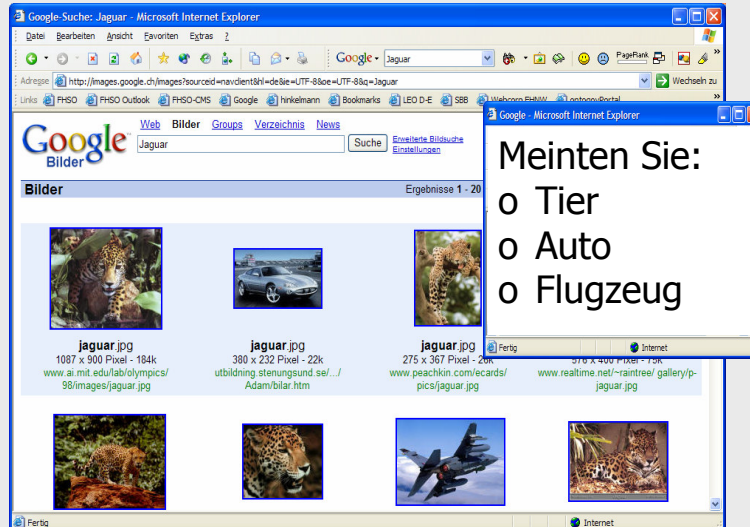 Google-Suche: Jaguar - Microsoft Internet Explorer
Datei Bearbeiten Ansicht Favoriten Extras ?
Google Jaguar PageRank
Adresse http://images.google.ch/images?sourceid=navclient&hl=de&ie=UTF-8&oe=UTF-8&q=Jaguar Wechseln zu
Links FHSO FHSO Outlook FHSO-CMS Google hinkelmann Bookmarks LEO D-E SBB Webcorp FHNW ontoprovPortal
Google Bilder
Web Bilder Groups Verzeichnis News
Jaguar Suche Erweiterte Bildsuche
Einstellungen
Bilder Ergebnisse 1 - 20
jaguar.jpg
1087 x 900 Pixel - 184k
www.ai.mit.edu/lab/olympics/
98/images/jaguar.jpg
jaguar.jpg
380 x 232 Pixel - 22k
utbildning.stenungsund.se/.../
Adam/bilar.htm
jaguar.jpg
275 x 367 Pixel -
www.peachkin.com/ecards/
pics/jaguar.jpg
576 x 400 Pixel - 75k
www.realtime.net/~raintree/ gallery/p-
jaguar.jpg
Fertig Internet
Google - Microsoft Internet Explorer
Meinten Sie:
o Tier
o Auto
o Flugzeug
Fertig Internet